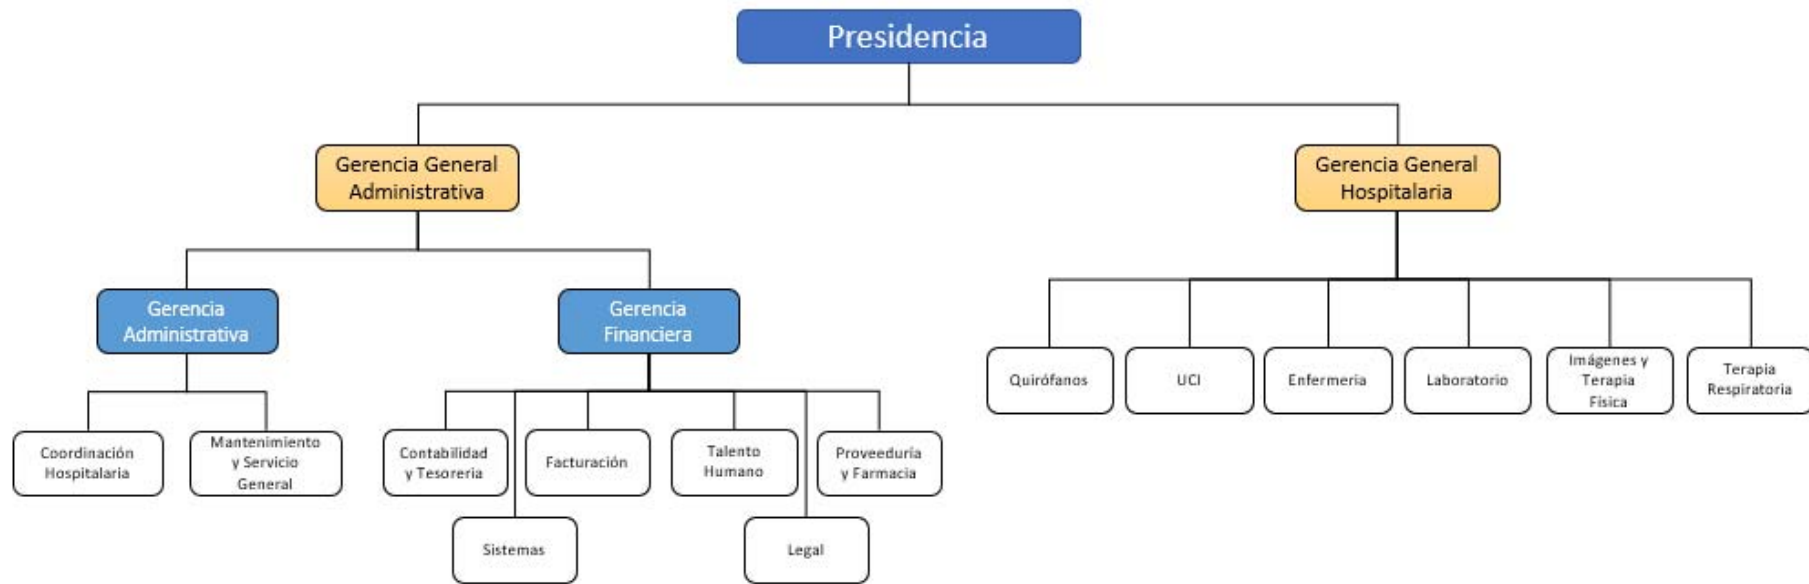 Presidencia
Gerencia General
Administrativa
Gerencia General
Hospitalaria
Gerencia
Administrativa
Gerencia
Financiera
Quirófanos
UCI
Enfermería
Laboratorio
Imágenes y
Terapia
Física
Terapia
Respiratoria
Coordinación
Hospitalaria
Mantenimiento
y Servicio
General
Contabilidad
y Tesoreria
Facturación
Talento
Humano
Proveeduría
y Farmacia
Sistemas
Legal